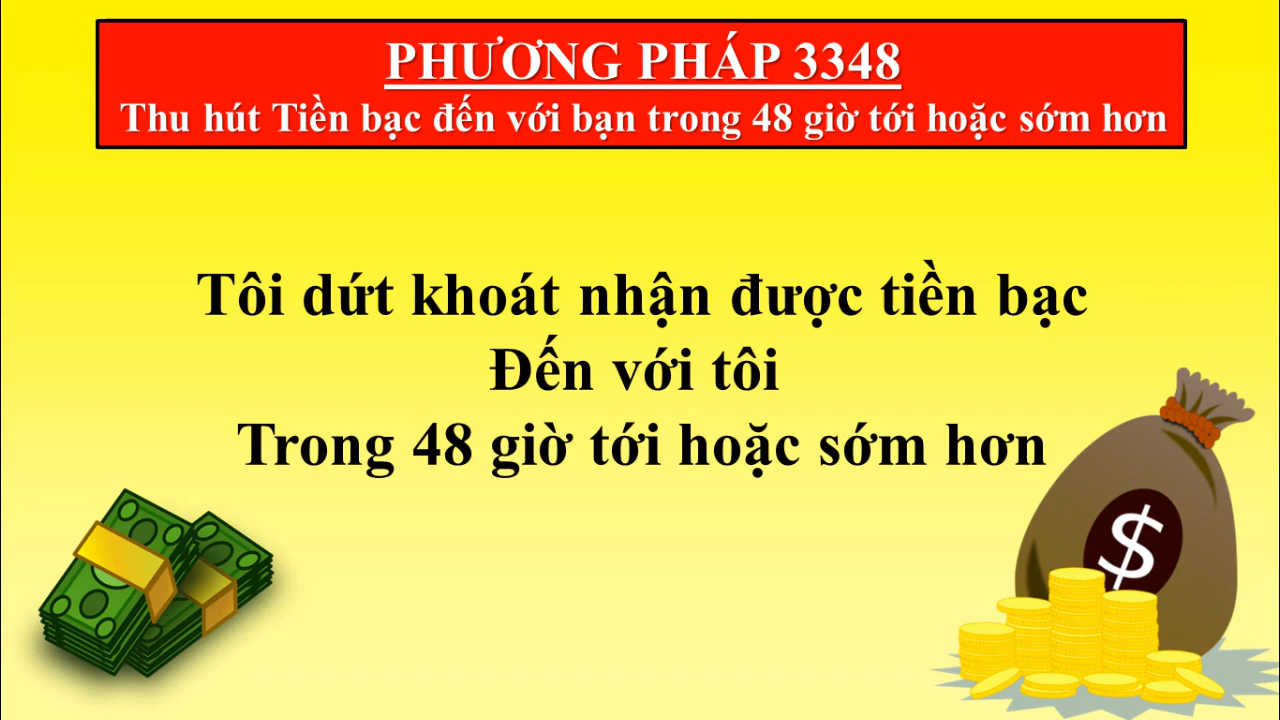 PHƯƠNG PHÁP 3348
Thu hút Tiền bạc đến với bạn trong 48 giờ tới hoặc sớm hơn
Tôi dứt khoát nhận được tiền bạc
Đến với tôi
Trong 48 giờ tới hoặc sớm hơn
$